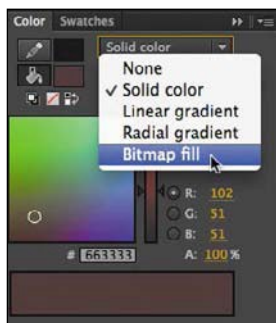 Color Swatches
Solid color
None
✓ Solid color
Linear gradient
Radial gradient
Bitmap fill
R: 102
G: 51
B: 51
# 663333 A: 100 %